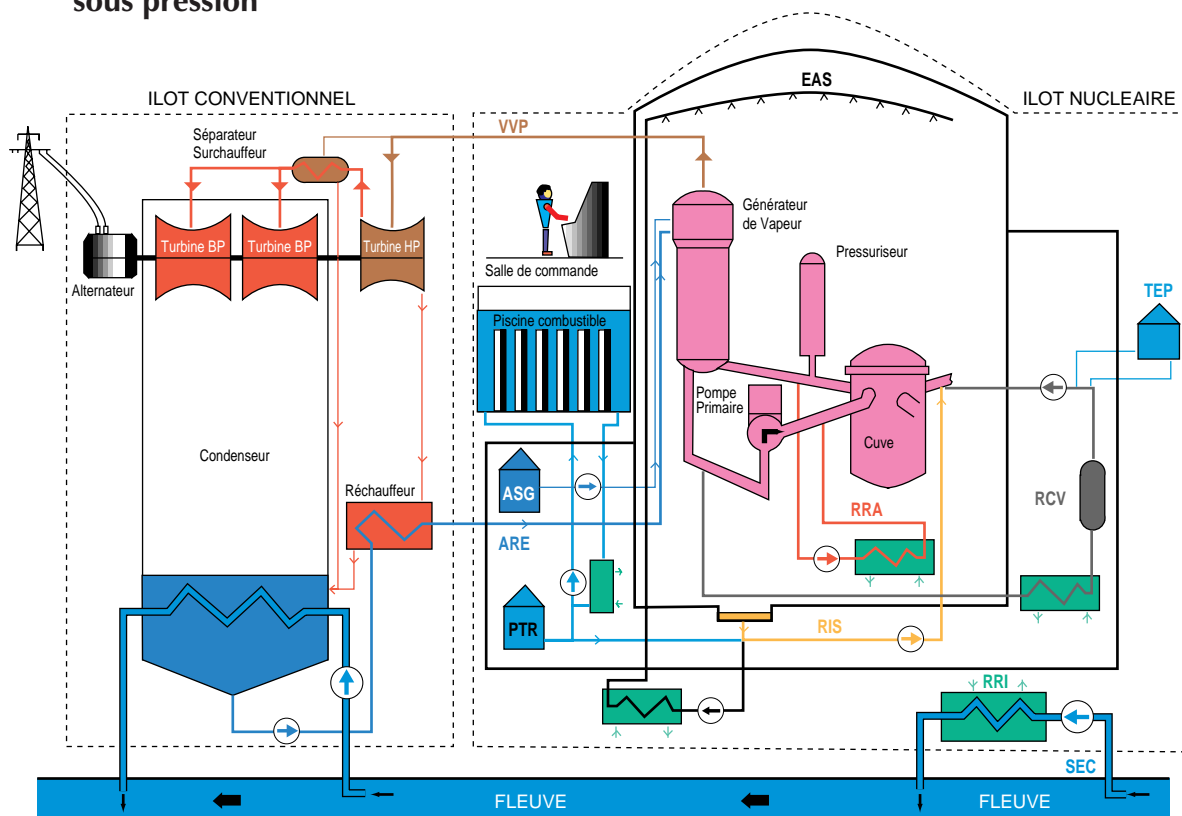 sous pression
ILOT CONVENTIONNEL
EAS
ILOT NUCLEAIRE
VVP
Séparateur
Surchauffeur
Générateur
de Vapeur
Turbine BP
Turbine BP
Turbine HP
Pressuriseur
Salle de commande
Alternateur
TEP
Piscine combustible
Pompe
Primaire
Cuve
Condenseur
Réchauffeur
ASG
RCV
RRA
ARE
PTR
RIS
RRI
SEC
FLEUVE
FLEUVE